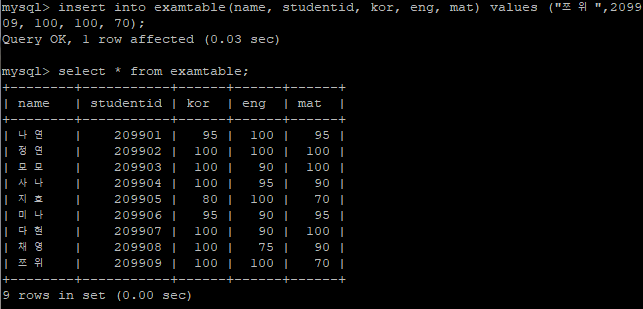 mysql> insert into examtable(name, studentid, kor, eng, mat) values ("쯔위",2099
09, 100, 100, 70);
Query OK, 1 row affected (0.03 sec)
mysql> select * from examtable;
+--------+-----------+------+------+------+
| name   | studentid | kor  | eng  | mat  |
+--------+-----------+------+------+------+
| 나연   |    209901 |   95 |  100 |   95 |
| 정연   |    209902 |  100 |  100 |  100 |
| 모모   |    209903 |  100 |   90 |  100 |
| 사나   |    209904 |  100 |   95 |   90 |
| 지효   |    209905 |   80 |  100 |   70 |
| 미나   |    209906 |   95 |   90 |   95 |
| 다현   |    209907 |  100 |   90 |  100 |
| 채영   |    209908 |  100 |   75 |   90 |
| 쯔위   |    209909 |  100 |  100 |   70 |
+--------+-----------+------+------+------+
9 rows in set (0.00 sec)